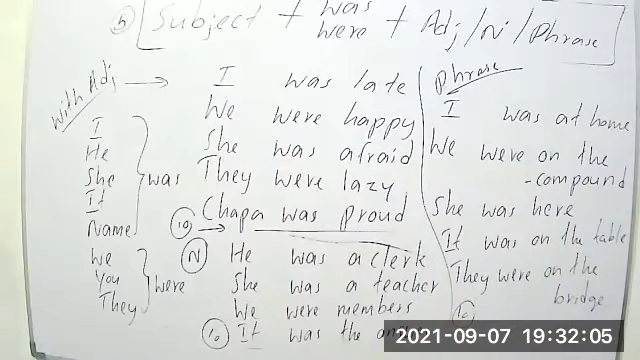 5 Subject + was were + Adj/N/Phrase
With Adj → I was late
We were happy
She was afraid
They were lazy
10 → Chapa was proud
I
He
She
It
Name
was
We
You
They
were
N He was a clerk
She was a teacher
We were members
10 It was the
Phrase
I was at home
We were on the
-compound
She was here
It was on the table
They were on the
bridge
10
2021-09-07 19:32:05